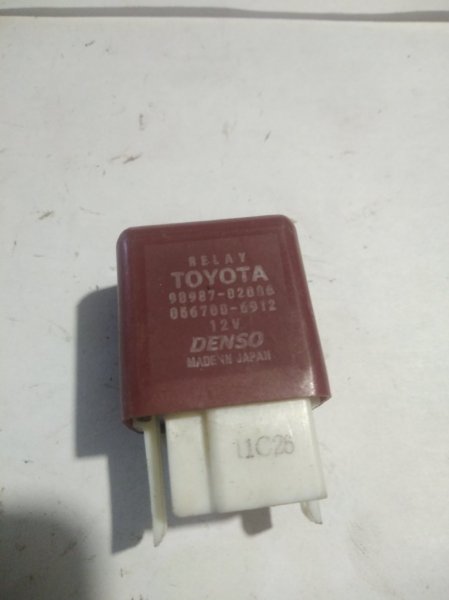 RELAY
TOYOTA
90987-02006
056700-6912
12V
DENSO
MADE IN JAPAN
11C26